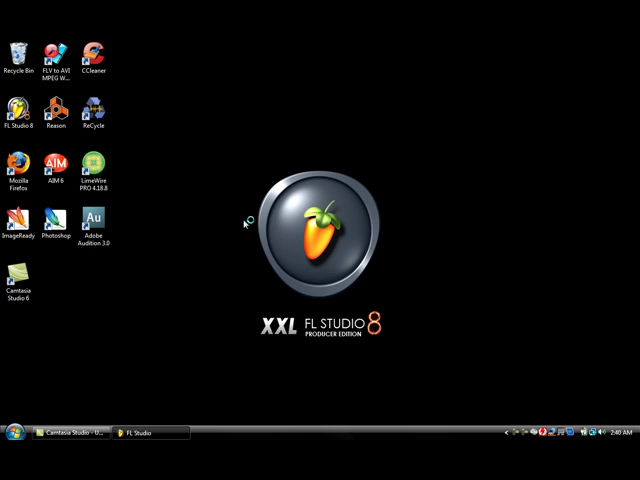 Recycle Bin
FLV to AVI
MPEG W...
CCleaner
FL Studio 8
Reason
ReCycle
Mozilla
Firefox
AIM 6
LimeWire
PRO 4.18.8
ImageReady
Photoshop
Adobe
Audition 3.0
Camtasia
Studio 6
XXL FL STUDIO 8
PRODUCER EDITION
Camtasia Studio - U...
FL Studio
2:40 AM